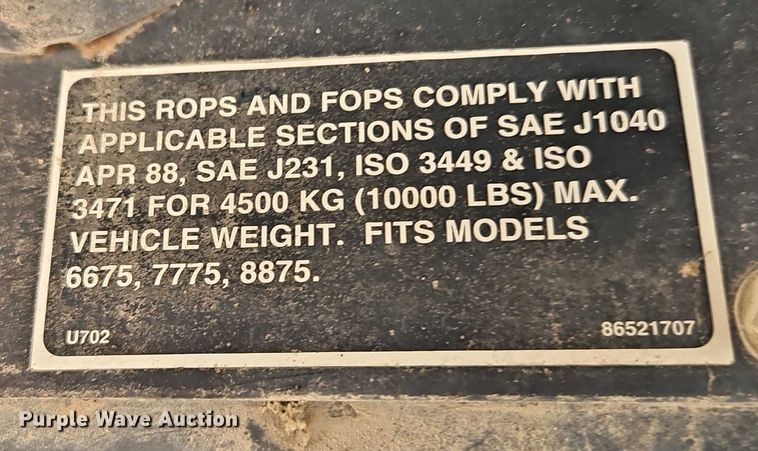 THIS ROPS AND FOPS COMPLY WITH
APPLICABLE SECTIONS OF SAE J1040
APR 88, SAE J231, ISO 3449 & ISO
3471 FOR 4500 KG (10000 LBS) MAX.
VEHICLE WEIGHT. FITS MODELS
6675, 7775, 8875.
U702 86521707
Purple Wave Auction